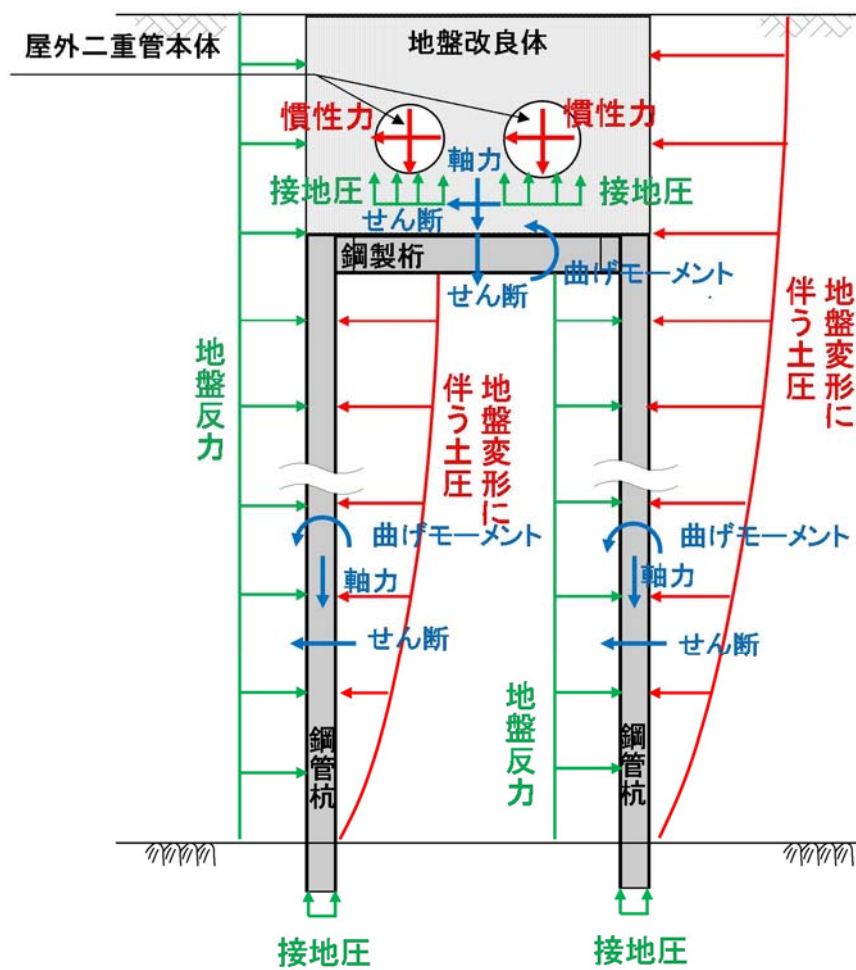 屋外二重管本体
地盤改良体
慣性力
慣性力
軸力
接地圧
接地圧
せん断
鋼製桁
せん断
曲げモーメント
地盤反力
地盤変形に
伴う土圧
地盤変形に
伴う土圧
曲げモーメント
曲げモーメント
軸力
軸力
せん断
せん断
地盤反力
鋼管杭
鋼管杭
接地圧
接地圧